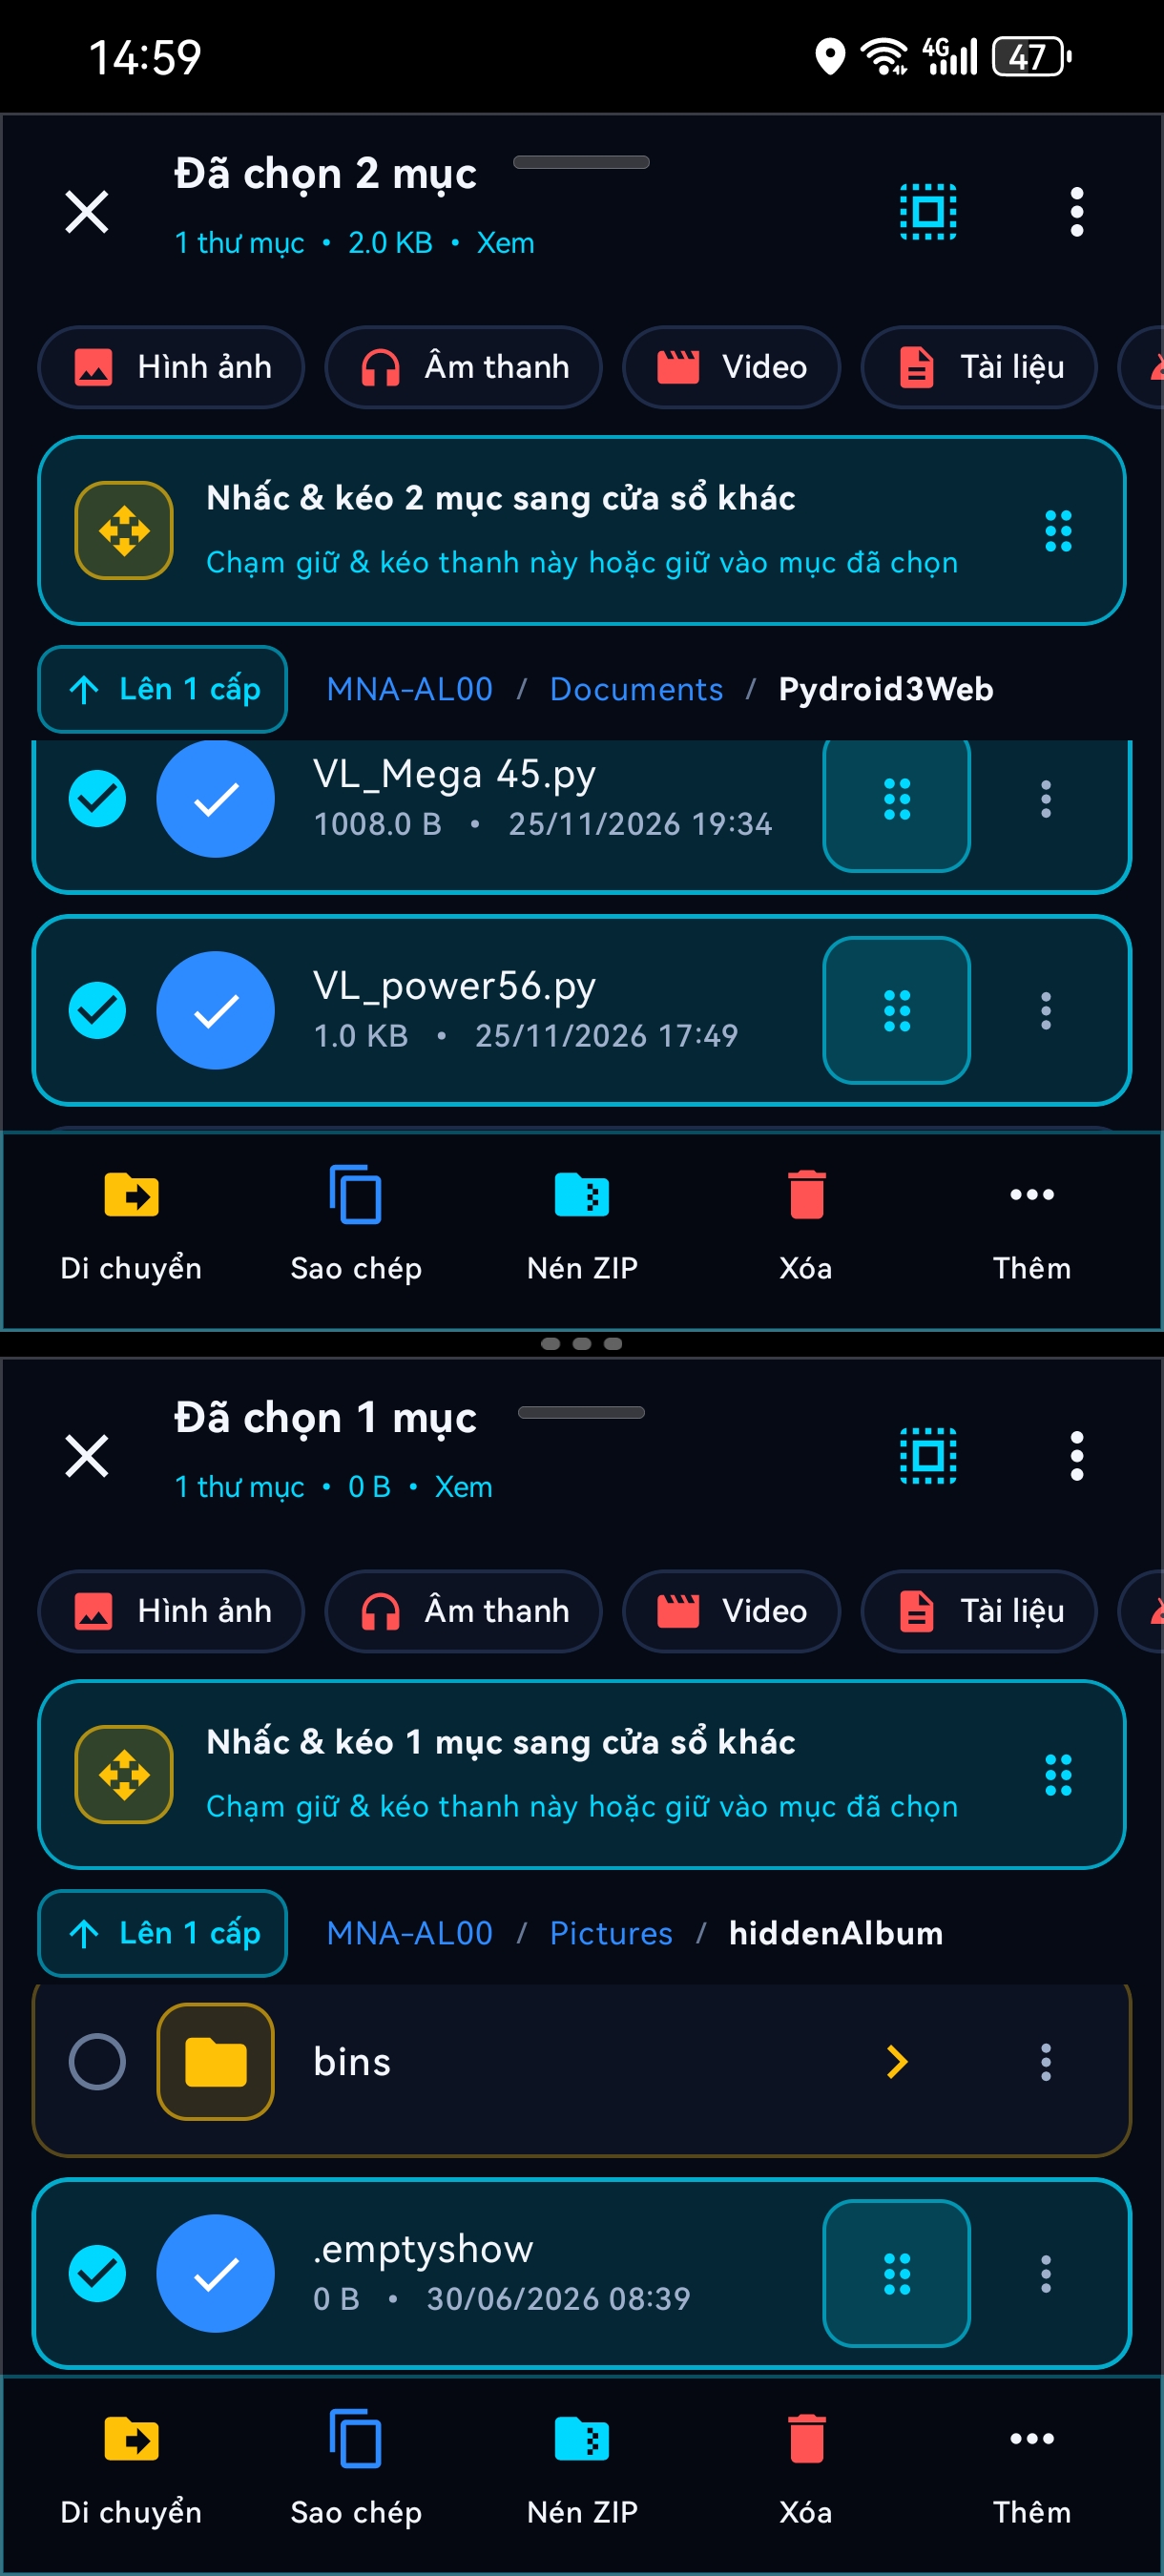 14:59
4G 47
Đã chọn 2 mục
1 thư mục • 2.0 KB • Xem
Hình ảnh Âm thanh Video Tài liệu
Nhấc & kéo 2 mục sang cửa sổ khác
Chạm giữ & kéo thanh này hoặc giữ vào mục đã chọn
Lên 1 cấp MNA-AL00 / Documents / Pydroid3Web
VL_Mega 45.py
1008.0 B • 25/11/2026 19:34
VL_power56.py
1.0 KB • 25/11/2026 17:49
Di chuyển Sao chép Nén ZIP Xóa Thêm
Đã chọn 1 mục
1 thư mục • 0 B • Xem
Hình ảnh Âm thanh Video Tài liệu
Nhấc & kéo 1 mục sang cửa sổ khác
Chạm giữ & kéo thanh này hoặc giữ vào mục đã chọn
Lên 1 cấp MNA-AL00 / Pictures / hiddenAlbum
bins
.emptyshow
0 B • 30/06/2026 08:39
Di chuyển Sao chép Nén ZIP Xóa Thêm